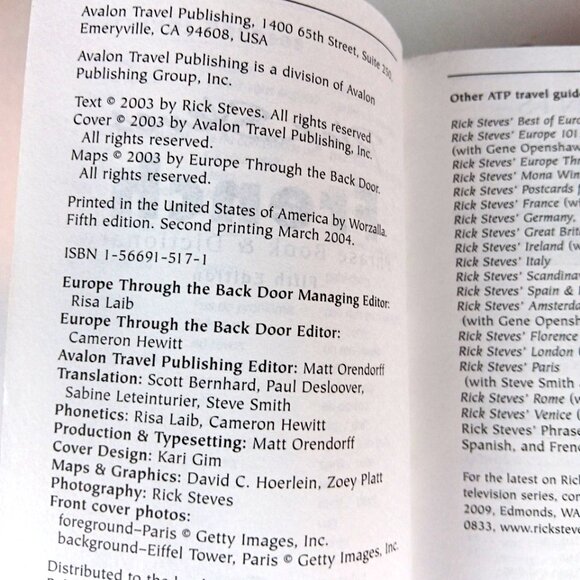 Avalon Travel Publishing, 1400 65th Street, Suite 250,
Emeryville, CA 94608, USA
Avalon Travel Publishing is a division of Avalon
Publishing Group, Inc.
Text © 2003 by Rick Steves. All rights reserved
Cover © 2003 by Avalon Travel Publishing, Inc.
All rights reserved.
Maps © 2003 by Europe Through the Back Door.
All rights reserved.
Printed in the United States of America by Worzalla.
Fifth edition. Second printing March 2004.
ISBN 1-56691-517-1
Europe Through the Back Door Managing Editor:
Risa Laib
Europe Through the Back Door Editor:
Cameron Hewitt
Avalon Travel Publishing Editor: Matt Orendorff
Translation: Scott Bernhard, Paul Desloover,
Sabine Leteinturier, Steve Smith
Phonetics: Risa Laib, Cameron Hewitt
Production & Typesetting: Matt Orendorff
Cover Design: Kari Gim
Maps & Graphics: David C. Hoerlein, Zoey Platt
Photography: Rick Steves
Front cover photos:
foreground–Paris © Getty Images, Inc.
background–Eiffel Tower, Paris © Getty Images, Inc.
Distributed to the
Other ATP travel guid
Rick Steves' Best of Euro
Rick Steves' Europe 101
(with Gene Openshaw
Rick Steves' Europe Thr
Rick Steves' Mona Win
Rick Steves' Postcards
Rick Steves' France (wi
Rick Steves' Germany,
Rick Steves' Great Brit
Rick Steves' Ireland (w
Rick Steves' Italy
Rick Steves' Scandina
Rick Steves' Spain &
Rick Steves' Amsterda
(with Gene Opensh
Rick Steves' Florence
Rick Steves' London (
Rick Steves' Paris
(with Steve Smith
Rick Steves' Rome (w
Rick Steves' Venice (
Rick Steves' Phrase
Spanish, and Frenc
For the latest on Ric
television series, con
2009, Edmonds, WA
0833, www.rickstev